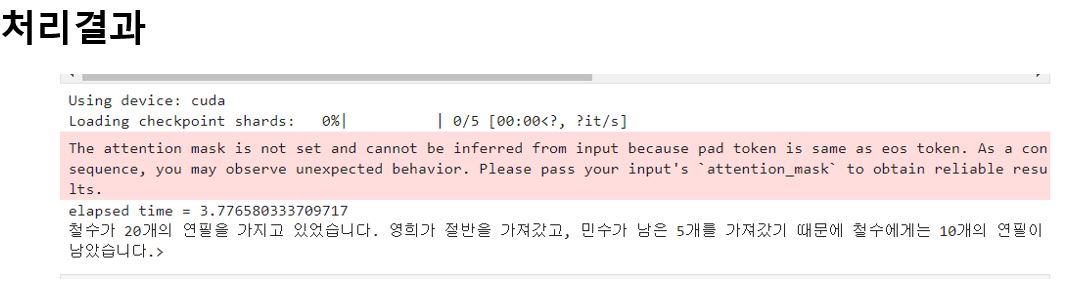 처리결과
Using device: cuda
Loading checkpoint shards:   0%|          | 0/5 [00:00<?, ?it/s]
The attention mask is not set and cannot be inferred from input because pad token is same as eos token. As a con
sequence, you may observe unexpected behavior. Please pass your input's `attention_mask` to obtain reliable resu
lts.
elapsed time = 3.776580333709717
철수가 20개의 연필을 가지고 있었습니다. 영희가 절반을 가져갔고, 민수가 남은 5개를 가져갔기 때문에 철수에게는 10개의 연필이
남았습니다.>